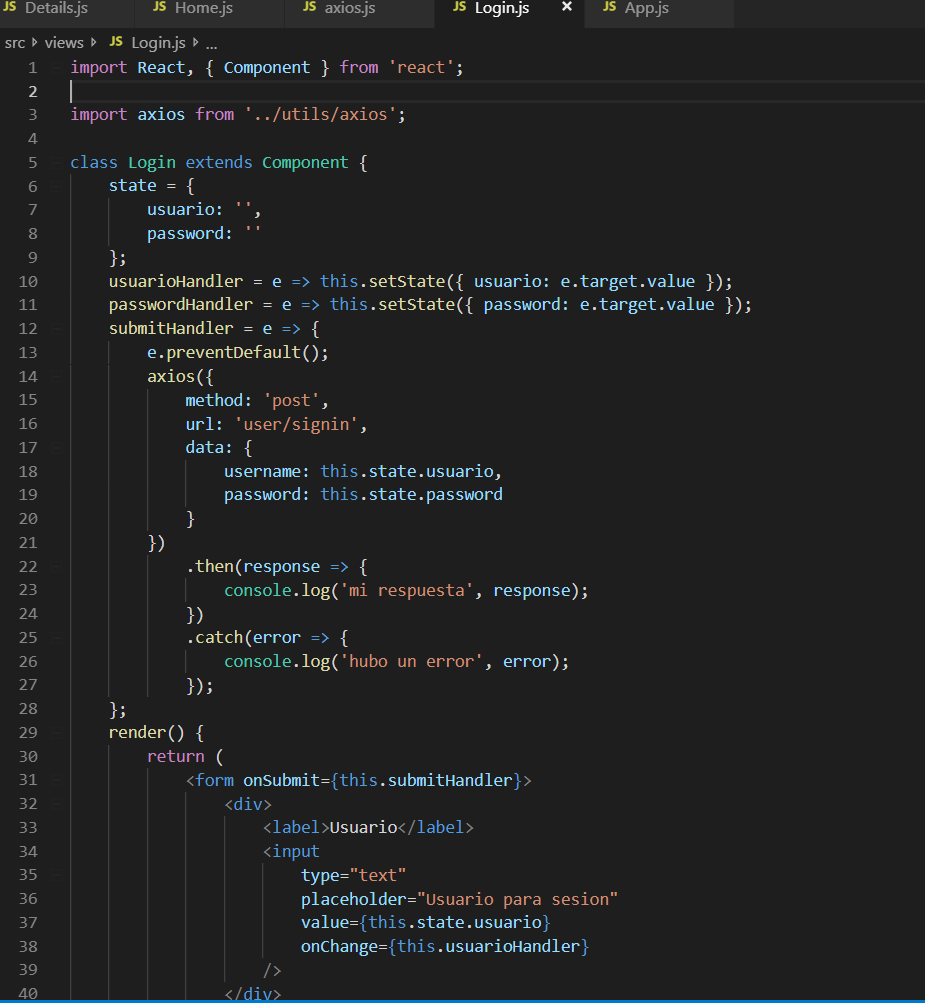 JS Details.js JS Home.js JS axios.js JS Login.js × JS App.js
src views JS Login.js ...
1 import React, { Component } from 'react';
2
3 import axios from '../utils/axios';
4
5 class Login extends Component {
6     state = {
7         usuario: '',
8         password: ''
9     };
10     usuarioHandler = e => this.setState({ usuario: e.target.value });
11     passwordHandler = e => this.setState({ password: e.target.value });
12     submitHandler = e => {
13         e.preventDefault();
14         axios({
15             method: 'post',
16             url: 'user/signin',
17             data: {
18                 username: this.state.usuario,
19                 password: this.state.password
20             }
21         })
22             .then(response => {
23                 console.log('mi respuesta', response);
24             })
25             .catch(error => {
26                 console.log('hubo un error', error);
27             });
28     };
29     render() {
30         return (
31             <form onSubmit={this.submitHandler}>
32                 <div>
33                     <label>Usuario</label>
34                     <input
35                         type="text"
36                         placeholder="Usuario para sesion"
37                         value={this.state.usuario}
38                         onChange={this.usuarioHandler}
39                     />
40                 </div>